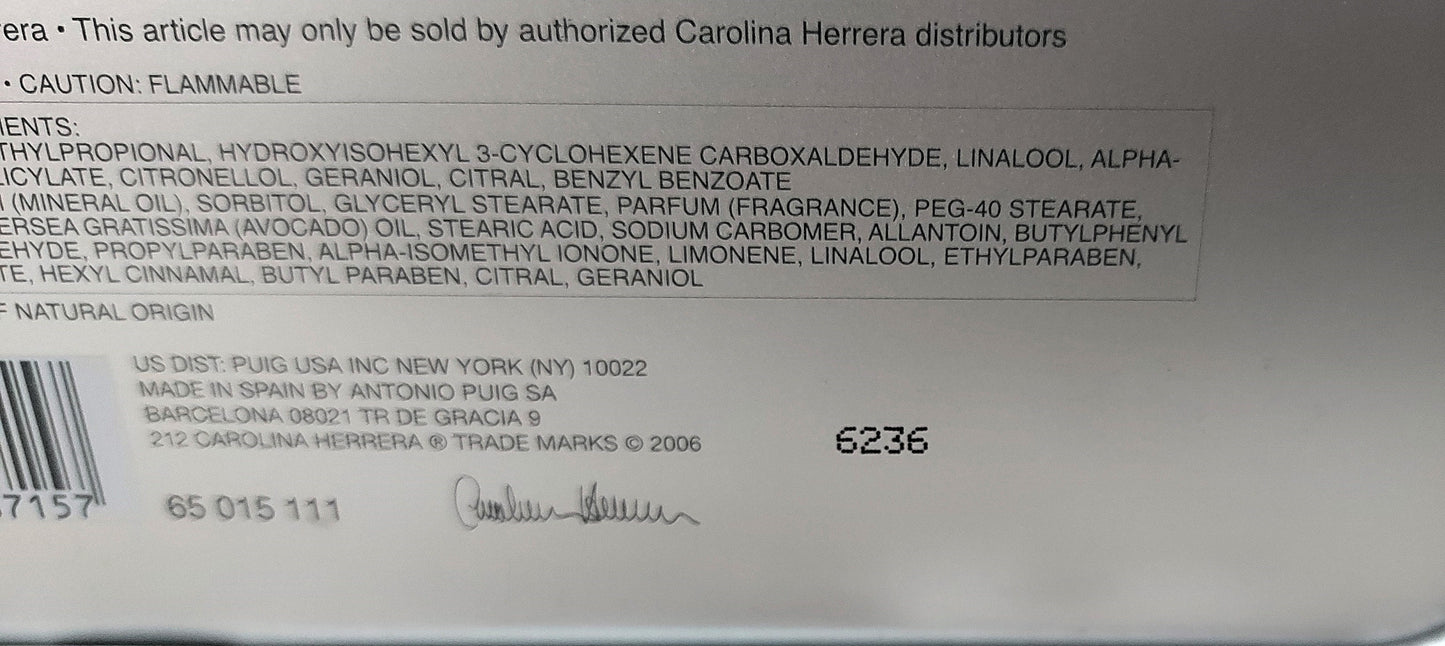 era • This article may only be sold by authorized Carolina Herrera distributors
• CAUTION: FLAMMABLE
IENTS:
THYLPROPIONAL, HYDROXYISOHEXYL 3-CYCLOHEXENE CARBOXALDEHYDE, LINALOOL, ALPHA-
ICYLATE, CITRONELLOL, GERANIOL, CITRAL, BENZYL BENZOATE
(MINERAL OIL), SORBITOL, GLYCERYL STEARATE, PARFUM (FRAGRANCE), PEG-40 STEARATE,
ERSEA GRATISSIMA (AVOCADO) OIL, STEARIC ACID, SODIUM CARBOMER, ALLANTOIN, BUTYLPHENYL
EHYDE, PROPYLPARABEN, ALPHA-ISOMETHYL IONONE, LIMONENE, LINALOOL, ETHYLPARABEN,
TE, HEXYL CINNAMAL, BUTYL PARABEN, CITRAL, GERANIOL
F NATURAL ORIGIN
US DIST: PUIG USA INC NEW YORK (NY) 10022
MADE IN SPAIN BY ANTONIO PUIG SA
BARCELONA 08021 TR DE GRACIA 9
212 CAROLINA HERRERA ® TRADE MARKS © 2006
6236
7157
65 015 111
Carolina Herrera